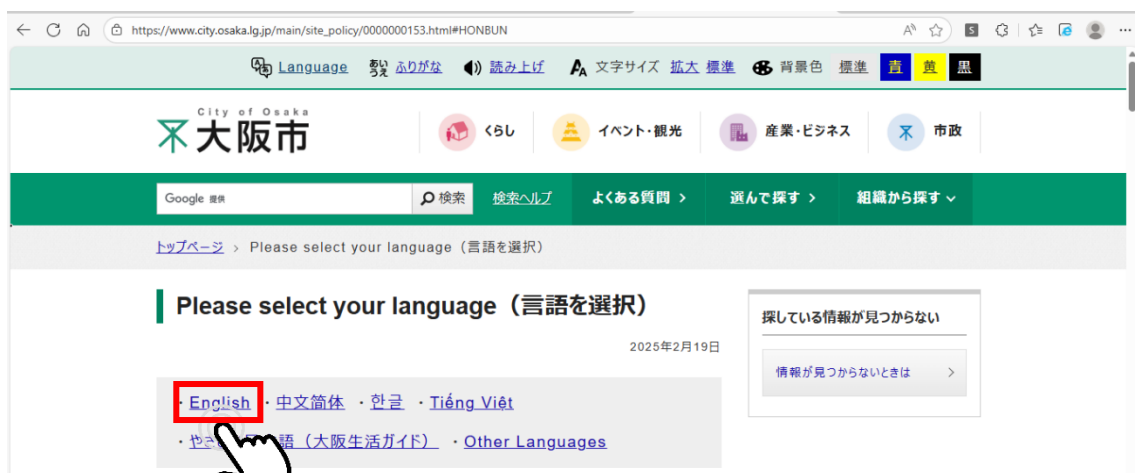 https://www.city.osaka.lg.jp/main/site_policy/0000000153.html#HONBUN
Language あいうえ ふりがな 読み上げ AA 文字サイズ 拡大 標準 背景色 標準 青 黄 黒
City of Osaka
大阪市
くらし イベント・観光 産業・ビジネス 市政
Google 提供 検索 検索ヘルプ よくある質問 > 選んで探す > 組織から探す
トップページ > Please select your language（言語を選択）
Please select your language（言語を選択）
探している情報が見つからない
2025年2月19日
情報が見つからないときは >
・English ・中文简体 ・한글 ・Tiếng Việt
・や 語（大阪生活ガイド） ・Other Languages